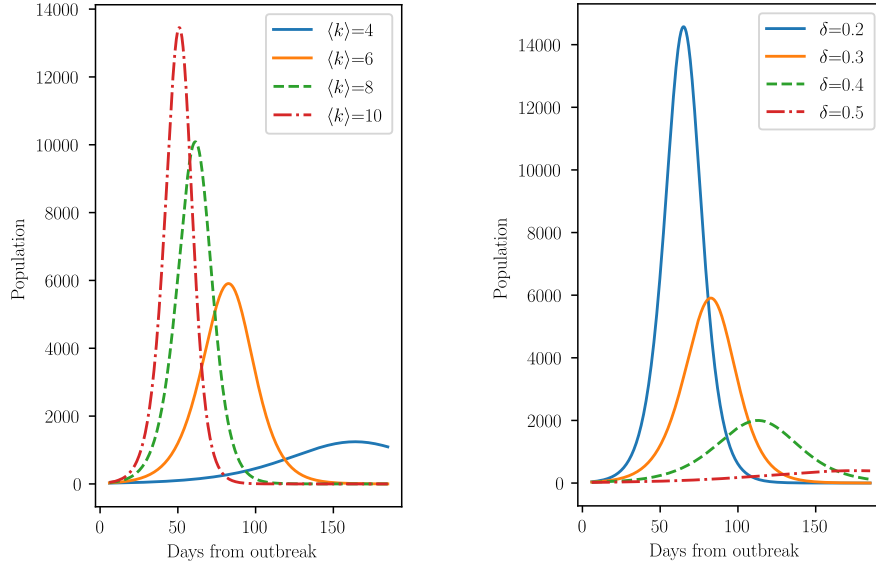 14000
12000
10000
8000
6000
4000
2000
0
Population
0
50
100
150
Days from outbreak
⟨k⟩=4
⟨k⟩=6
⟨k⟩=8
⟨k⟩=10
14000
12000
10000
8000
6000
4000
2000
0
Population
0
50
100
150
Days from outbreak
δ=0.2
δ=0.3
δ=0.4
δ=0.5